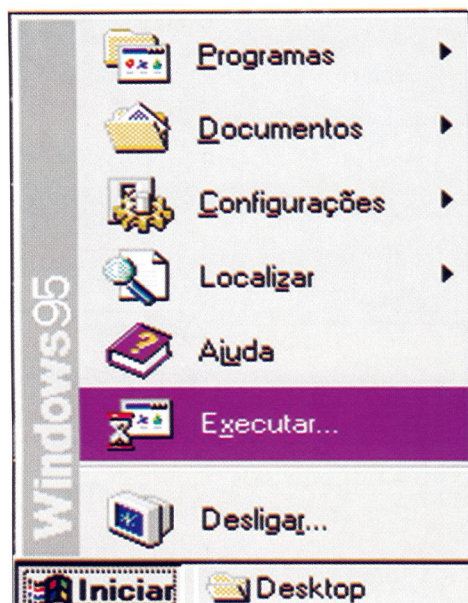 Programas
Documentos
Configurações
Localizar
Ajuda
Executar...
Desligar...
Windows95
Iniciar
Desktop